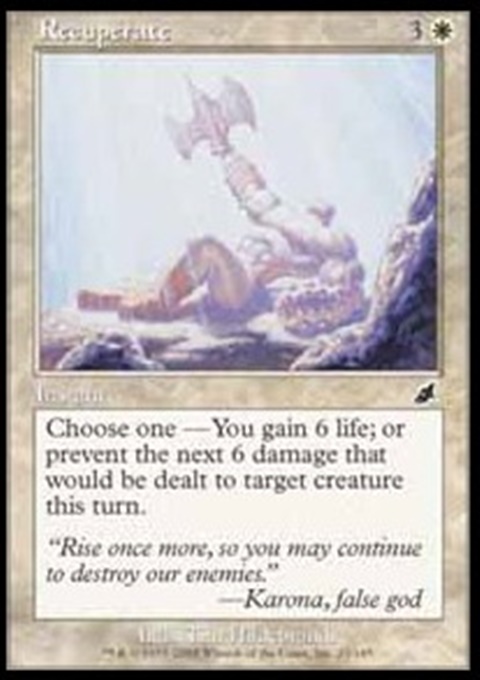 Recuperate 3
Instant
Choose one —You gain 6 life; or
prevent the next 6 damage that
would be dealt to target creature
this turn.
“Rise once more, so you may continue
to destroy our enemies.”
—Karona, false god